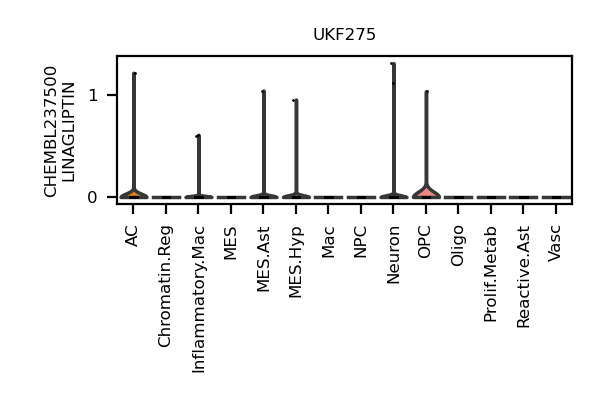 UKF275
CHEMBL237500
LINAGLIPTIN
1
0
AC
Chromatin.Reg
Inflammatory.Mac
MES
MES.Ast
MES.Hyp
Mac
NPC
Neuron
OPC
Oligo
Prolif.Metab
Reactive.Ast
Vasc